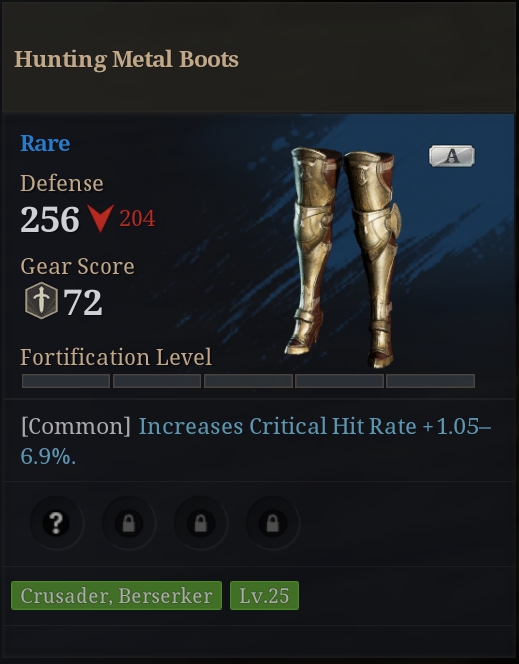 Hunting Metal Boots
Rare
A
Defense
256 204
Gear Score
72
Fortification Level
[Common] Increases Critical Hit Rate +1.05–
6.9%.
?
Crusader, Berserker Lv.25